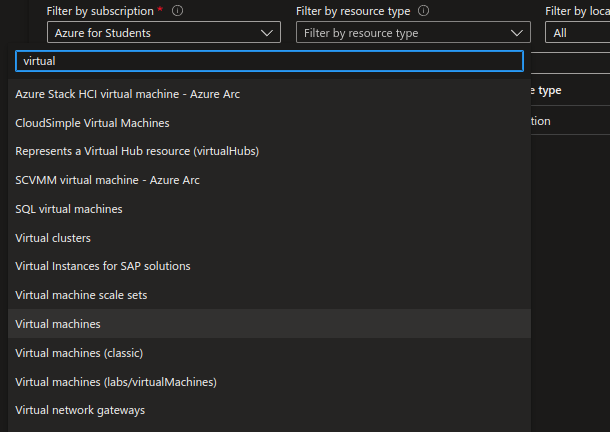 Filter by subscription * Filter by resource type Filter by loca
Azure for Students Filter by resource type All
virtual
Azure Stack HCI virtual machine - Azure Arc
e type
CloudSimple Virtual Machines
tion
Represents a Virtual Hub resource (virtualHubs)
SCVMM virtual machine - Azure Arc
SQL virtual machines
Virtual clusters
Virtual Instances for SAP solutions
Virtual machine scale sets
Virtual machines
Virtual machines (classic)
Virtual machines (labs/virtualMachines)
Virtual network gateways